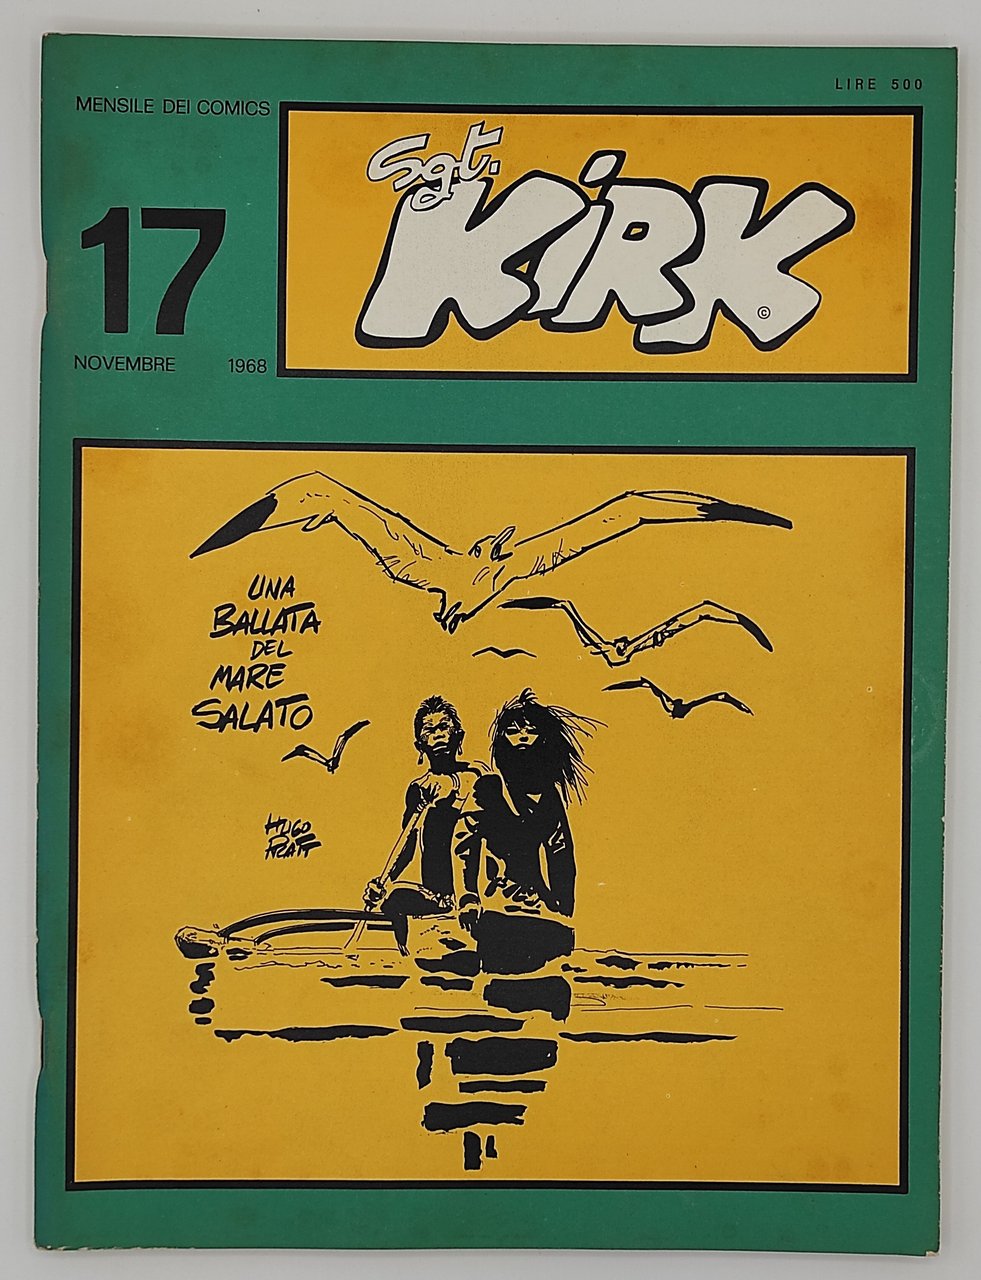 LIRE 500
MENSILE DEI COMICS
Sgt.
KiRK
©
17
NOVEMBRE 1968
UNA
BALLATA
DEL
MARE
SALATO
HUGO
PRATT